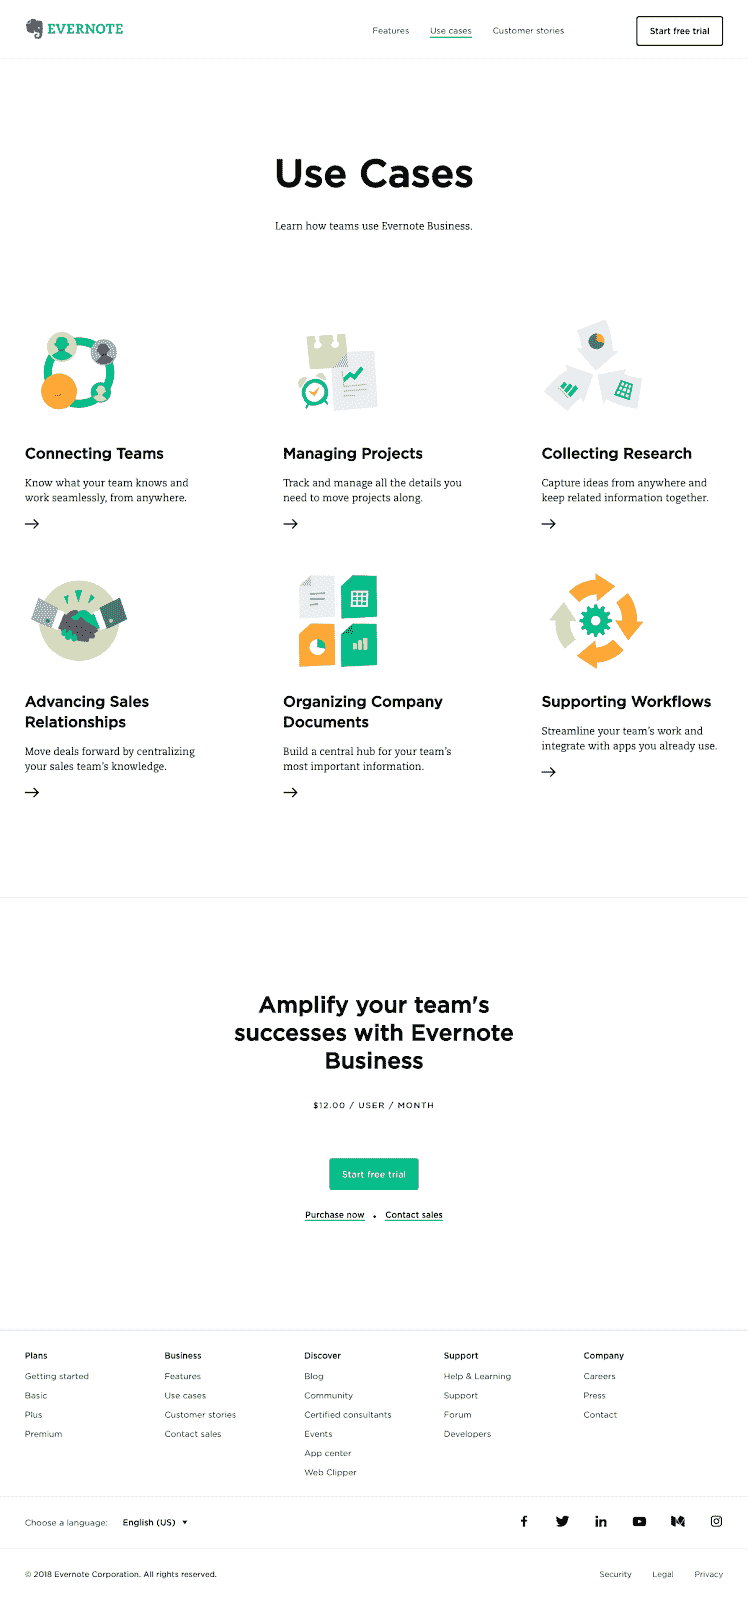 EVERNOTE
Features
Use cases
Customer stories
Start free trial
Use Cases
Learn how teams use Evernote Business.
Connecting Teams
Know what your team knows and
work seamlessly, from anywhere.
Managing Projects
Track and manage all the details you
need to move projects along.
Collecting Research
Capture ideas from anywhere and
keep related information together.
Advancing Sales
Relationships
Move deals forward by centralizing
your sales team's knowledge.
Organizing Company
Documents
Build a central hub for your team's
most important information.
Supporting Workflows
Streamline your team's work and
integrate with apps you already use.
Amplify your team's
successes with Evernote
Business
$12.00 / USER / MONTH
Start free trial
Purchase now • Contact sales
Plans
Getting started
Basic
Plus
Premium
Business
Features
Use cases
Customer stories
Contact sales
Discover
Blog
Community
Certified consultants
Events
App center
Web Clipper
Support
Help & Learning
Support
Forum
Developers
Company
Careers
Press
Contact
Choose a language: English (US)
© 2018 Evernote Corporation. All rights reserved.
Security
Legal
Privacy